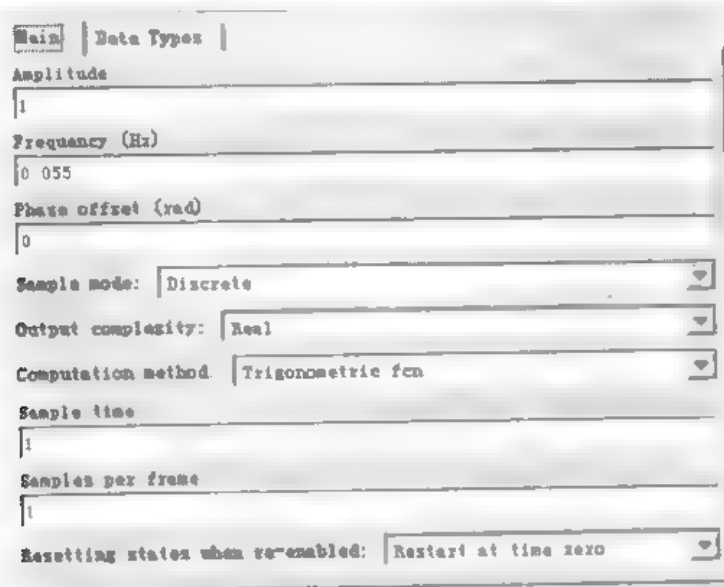 Main Data Types
Amplitude
1
Frequency (Hz)
0 055
Phase offset (rad)
0
Sample mode: Discrete
Output complexity: Real
Computation method Trigonometric fcn
Sample time
1
Samples per frame
1
Resetting states when re-enabled: Restart at time zero